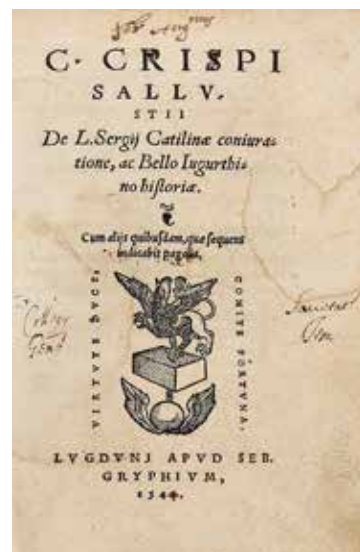 C. CRISPI
SALLV-
STII
De L. Sergij Catilinæ coniura-
tione, ac Bello Iugurthi-
no historiæ.
Cum alijs quibusdam, quæ sequens
indicabit pagella.
VIRTVTE DVCE,
COMITE FORTVNA.
LVGDVNI APVD SEB.
GRYPHIVM,
1544.